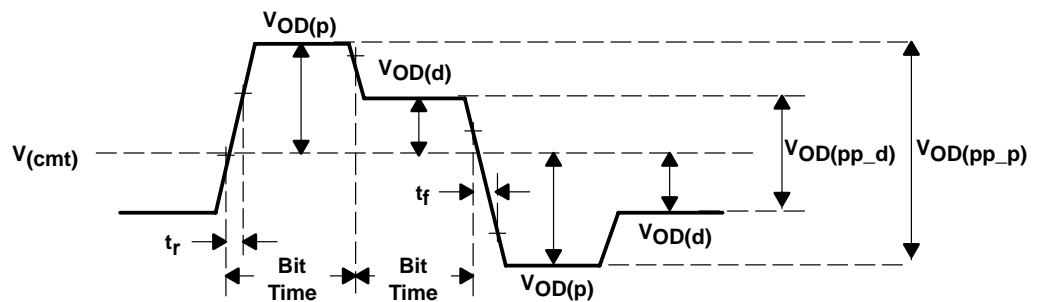 VOD(p)
VOD(d)
V(cmt)
VOD(pp_d)
VOD(pp_p)
tf
tr
VOD(d)
Bit
Time
Bit
Time
VOD(p)